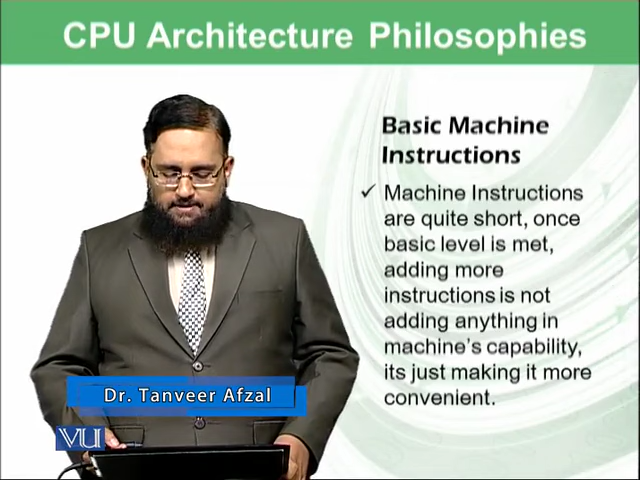 CPU Architecture Philosophies
Basic Machine
Instructions
✓ Machine Instructions
are quite short, once
basic level is met,
adding more
instructions is not
adding anything in
machine's capability,
its just making it more
convenient.
Dr. Tanveer Afzal
VU